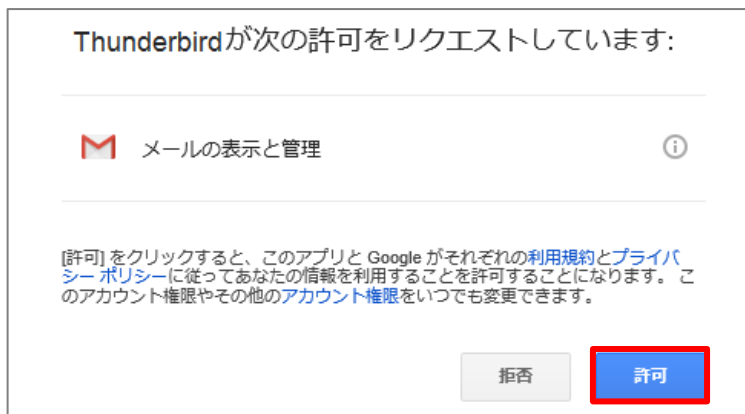 Thunderbirdが次の許可をリクエストしています:
メールの表示と管理
[許可] をクリックすると、このアプリと Google がそれぞれの利用規約とプライバ
シー ポリシーに従ってあなたの情報を利用することを許可することになります。 こ
のアカウント権限やその他のアカウント権限をいつでも変更できます。
拒否
許可